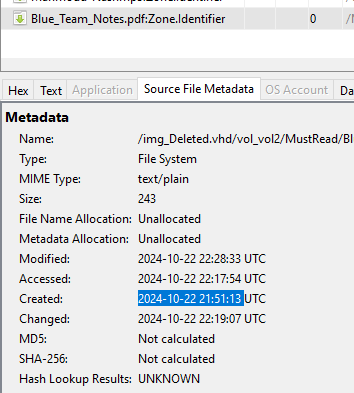 Blue_Team_Notes.pdf:Zone.Identifier 0
Hex Text Application Source File Metadata OS Account Da
Metadata
Name: /img_Deleted.vhd/vol_vol2/MustRead/Bl
Type: File System
MIME Type: text/plain
Size: 243
File Name Allocation: Unallocated
Metadata Allocation: Unallocated
Modified: 2024-10-22 22:28:33 UTC
Accessed: 2024-10-22 22:17:54 UTC
Created: 2024-10-22 21:51:13 UTC
Changed: 2024-10-22 22:19:07 UTC
MD5: Not calculated
SHA-256: Not calculated
Hash Lookup Results: UNKNOWN